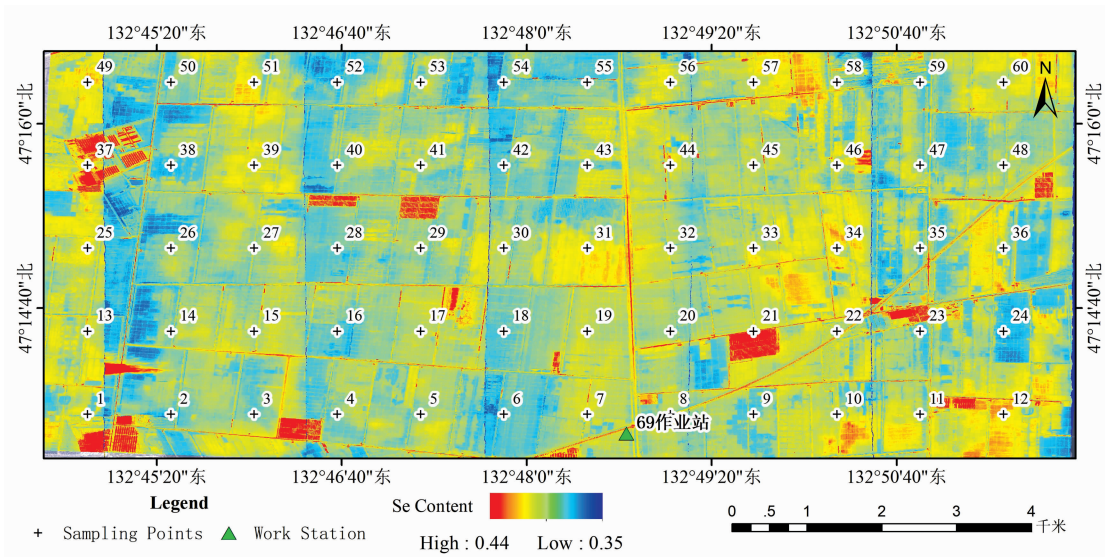 132°45'20"东 132°46'40"东 132°48'0"东 132°49'20"东 132°50'40"东
49 50 51 52 53 54 55 56 57 58 59 60
N
47°16'0"北 47°16'0"北
37 38 39 40 41 42 43 44 45 46 47 48
25 26 27 28 29 30 31 32 33 34 35 36
47°14'40"北 47°14'40"北
13 14 15 16 17 18 19 20 21 22 23 24
1 2 3 4 5 6 7 8 9 10 11 12
69作业站
132°45'20"东 132°46'40"东 132°48'0"东 132°49'20"东 132°50'40"东
Legend
Sampling Points Work Station
Se Content
High : 0.44 Low : 0.35
0 .5 1 2 3 4
千米